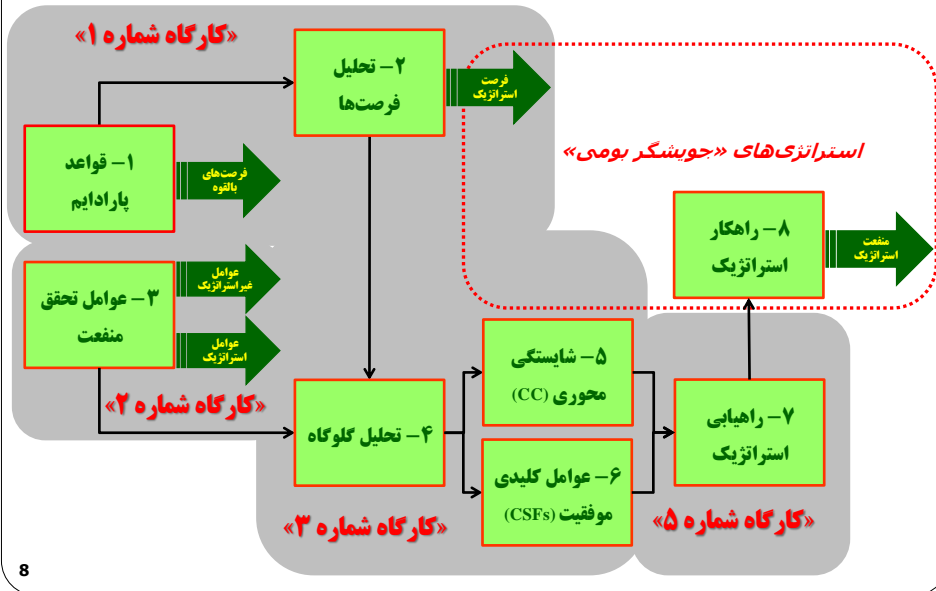 «کارگاه شماره ۱»
۲- تحلیل
فرصت‌ها
فرصت
استراتژیک
استراتژی‌های «جویشگر بومی»
۱- قواعد
پارادایم
فرصت‌های
بالقوه
۸- راهکار
استراتژیک
منفعت
استراتژیک
۳- عوامل تحقق
منفعت
عوامل
غیراستراتژیک
عوامل
استراتژیک
«کارگاه شماره ۲»
۴- تحلیل گلوگاه
۵- شایستگی
محوری (CC)
۶- عوامل کلیدی
موفقیت (CSFs)
۷- راهیابی
استراتژیک
«کارگاه شماره ۳»
«کارگاه شماره ۵»
8